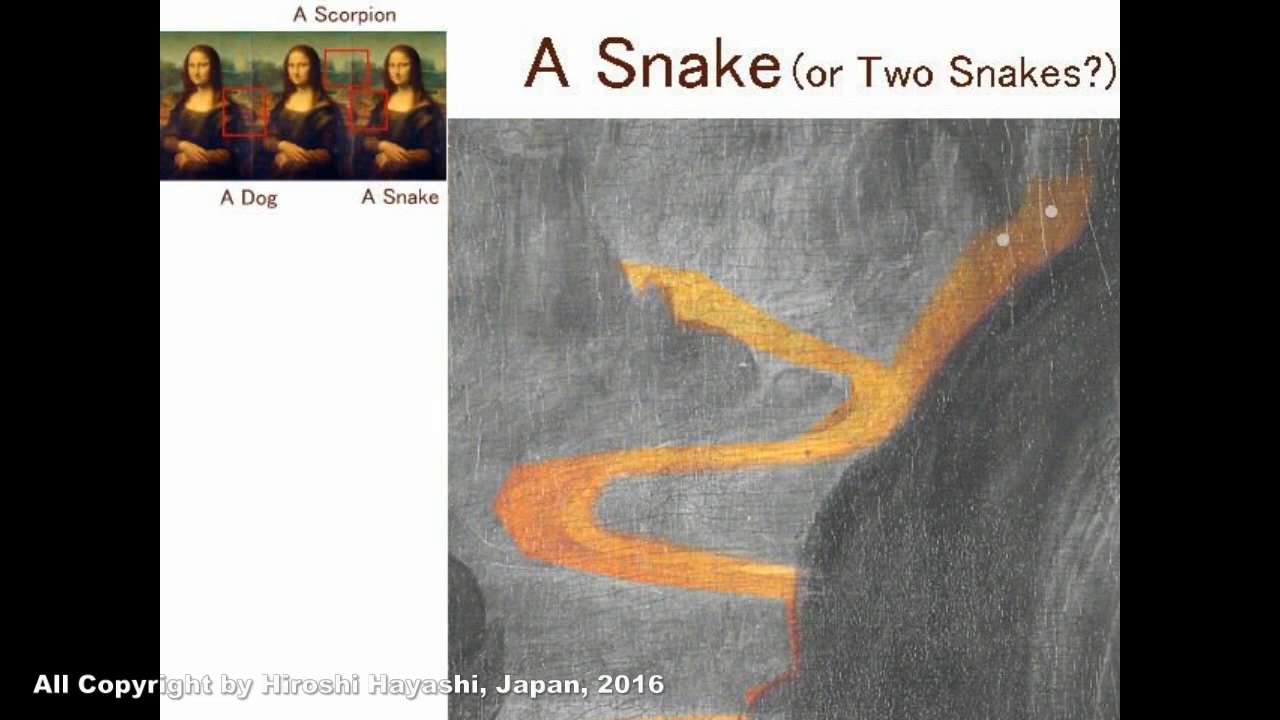 A Scorpion
A Snake (or Two Snakes?)
A Dog
A Snake
All Copyright by Hiroshi Hayashi, Japan, 2016